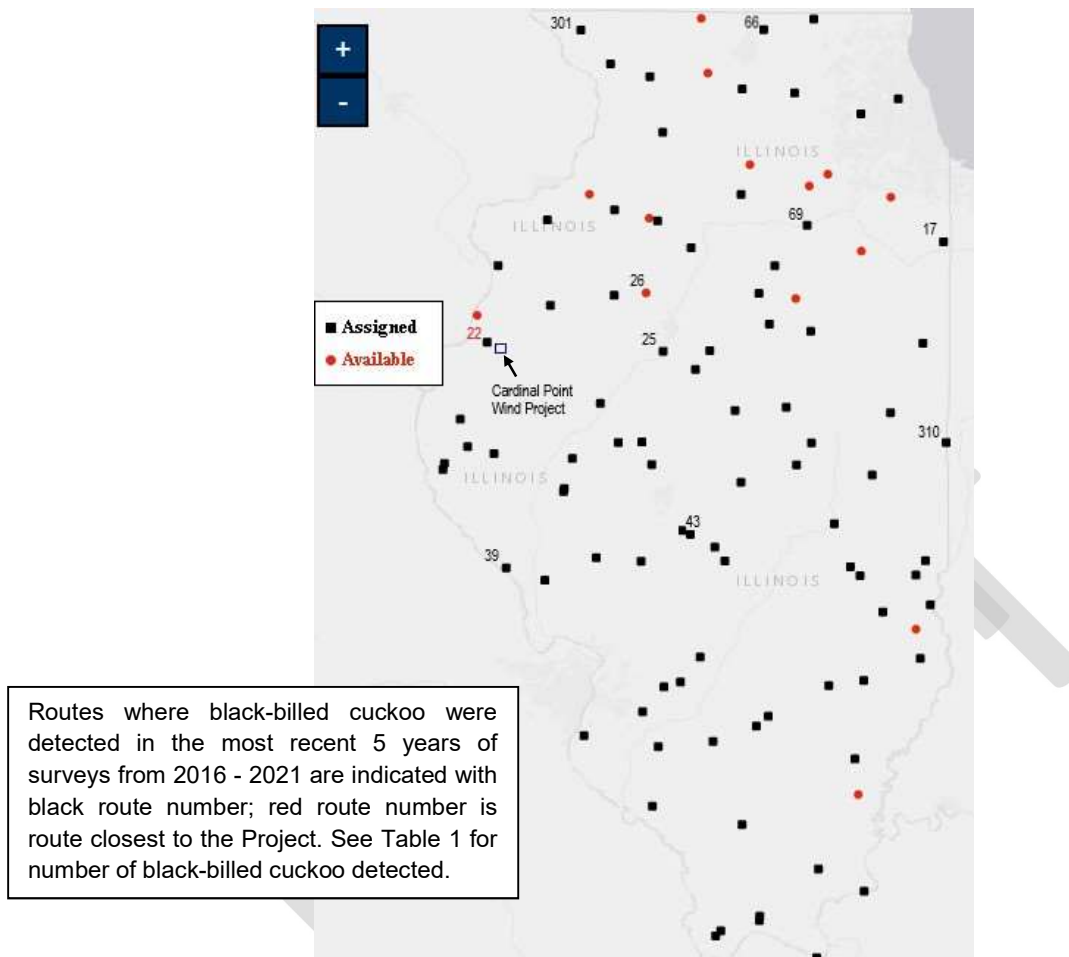 301
66
+
-
ILLINOIS
69
17
ILLINOIS
26
Assigned
Available
22
25
Cardinal Point
Wind Project
310
ILLINOIS
43
39
ILLINOIS
Routes where black-billed cuckoo were
detected in the most recent 5 years of
surveys from 2016 - 2021 are indicated with
black route number; red route number is
route closest to the Project. See Table 1 for
number of black-billed cuckoo detected.